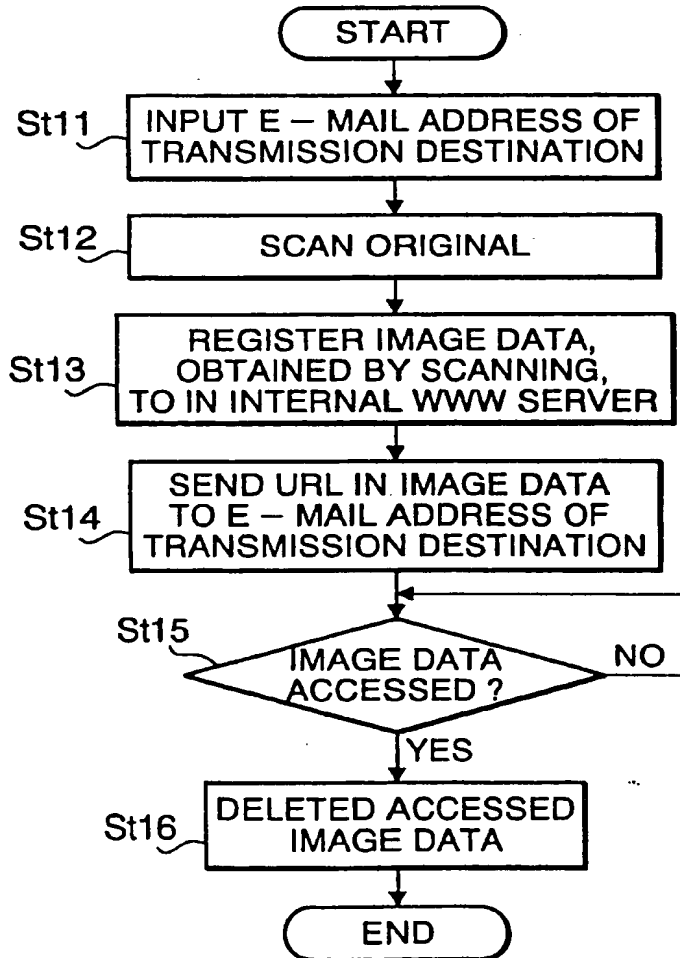 START
St11
INPUT E – MAIL ADDRESS OF
TRANSMISSION DESTINATION
St12
SCAN ORIGINAL
St13
REGISTER IMAGE DATA,
OBTAINED BY SCANNING,
TO IN INTERNAL WWW SERVER
St14
SEND URL IN IMAGE DATA
TO E – MAIL ADDRESS OF
TRANSMISSION DESTINATION
St15
IMAGE DATA
ACCESSED ?
NO
YES
St16
DELETED ACCESSED
IMAGE DATA
END